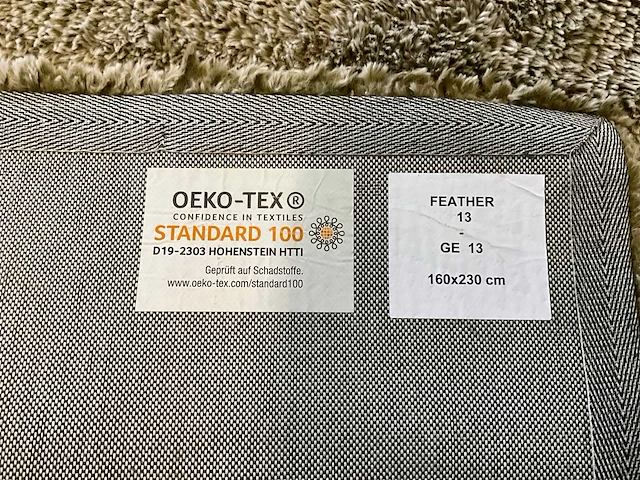 OEKO-TEX®
CONFIDENCE IN TEXTILES
STANDARD 100
D19-2303 HOHENSTEIN HTTI
Geprüft auf Schadstoffe.
www.oeko-tex.com/standard100
FEATHER
13
-
GE 13
160x230 cm